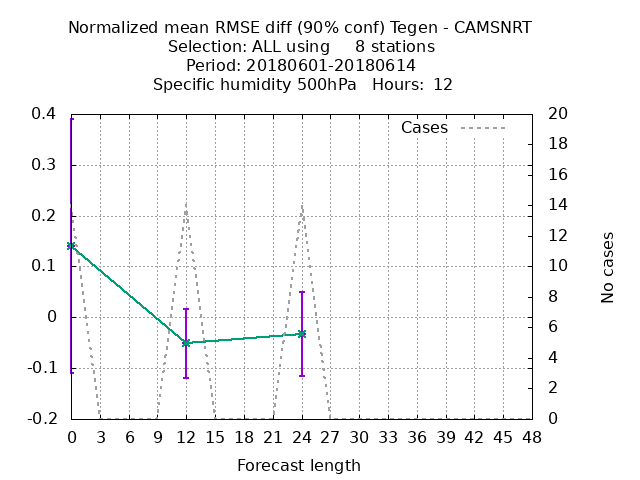 Normalized mean RMSE diff (90% conf) Tegen - CAMSNRT
Selection: ALL using 8 stations
Period: 20180601-20180614
Specific humidity 500hPa Hours: 12
Cases
0.4
0.3
0.2
0.1
0
-0.1
-0.2
20
18
16
14
12
10
8
6
4
2
0
No cases
0 3 6 9 12 15 18 21 24 27 30 33 36 39 42 45 48
Forecast length